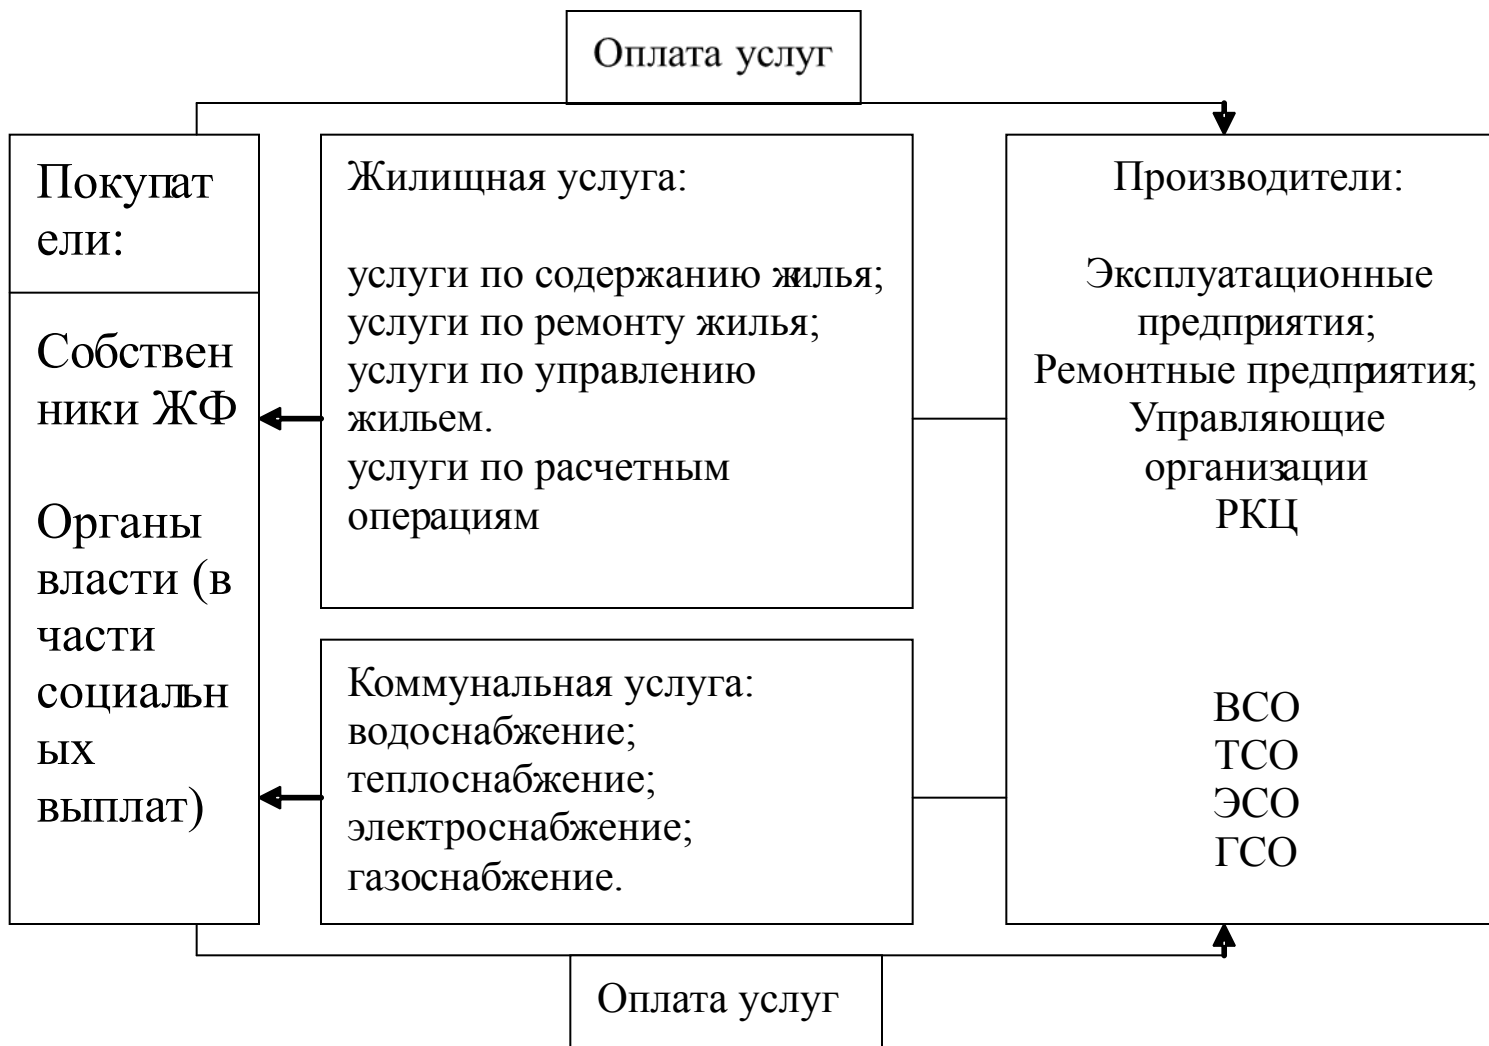 Оплата услуг
Покупат
ели:
Собствен
ники ЖФ
Органы
власти (в
части
социальн
ых
выплат)
Жилищная услуга:
услуги по содержанию жилья;
услуги по ремонту жилья;
услуги по управлению
жильем.
услуги по расчетным
операциям
Коммунальная услуга:
водоснабжение;
теплоснабжение;
электроснабжение;
газоснабжение.
Производители:
Эксплуатационные
предприятия;
Ремонтные предприятия;
Управляющие
организации
РКЦ
ВСО
ТСО
ЭСО
ГСО
Оплата услуг